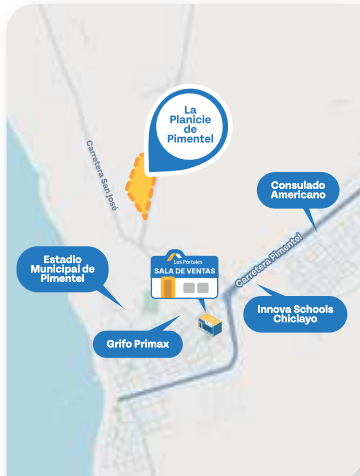 La
Planicie
de
Pimentel
Carretera San José
Consulado
Americano
Carretera Pimentel
Estadio
Municipal de
Pimentel
Los Portales
SALA DE VENTAS
Innova Schools
Chiclayo
Grifo Primax